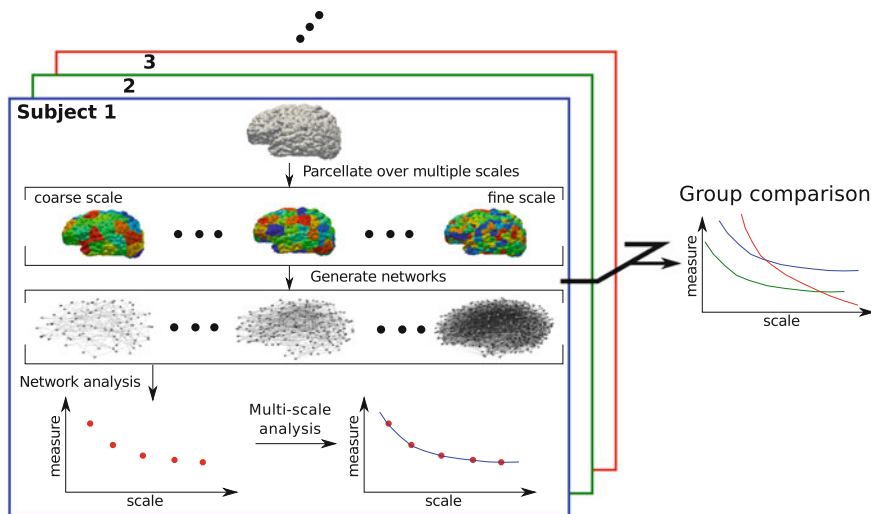 3
2
Subject 1
Parcellate over multiple scales
coarse scale
fine scale
Generate networks
Network analysis
measure
scale
Multi-scale
analysis
measure
scale
Group comparison
measure
scale